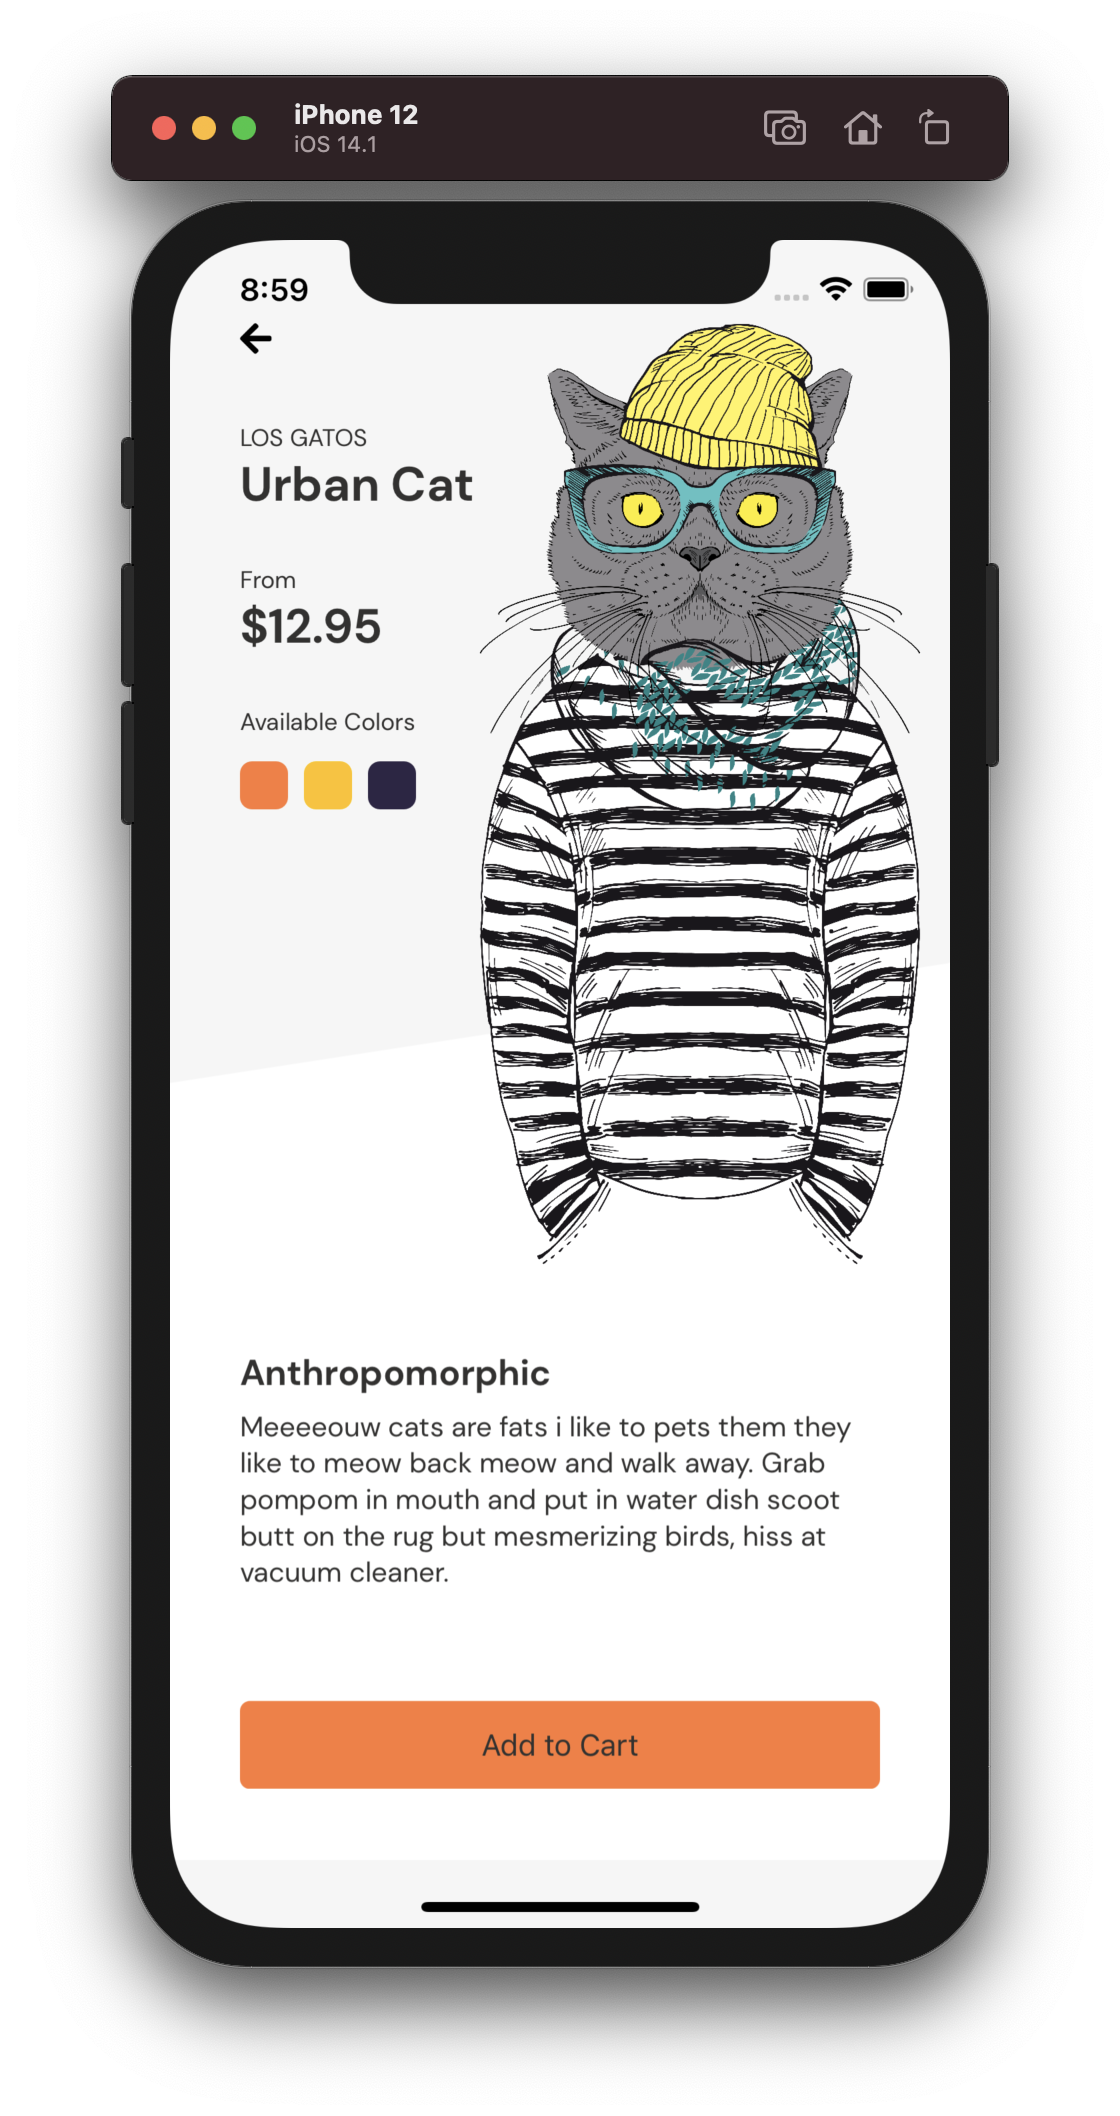 iPhone 12
iOS 14.1
8:59
LOS GATOS
Urban Cat
From
$12.95
Available Colors
Anthropomorphic
Meeeeouw cats are fats i like to pets them they
like to meow back meow and walk away. Grab
pompom in mouth and put in water dish scoot
butt on the rug but mesmerizing birds, hiss at
vacuum cleaner.
Add to Cart